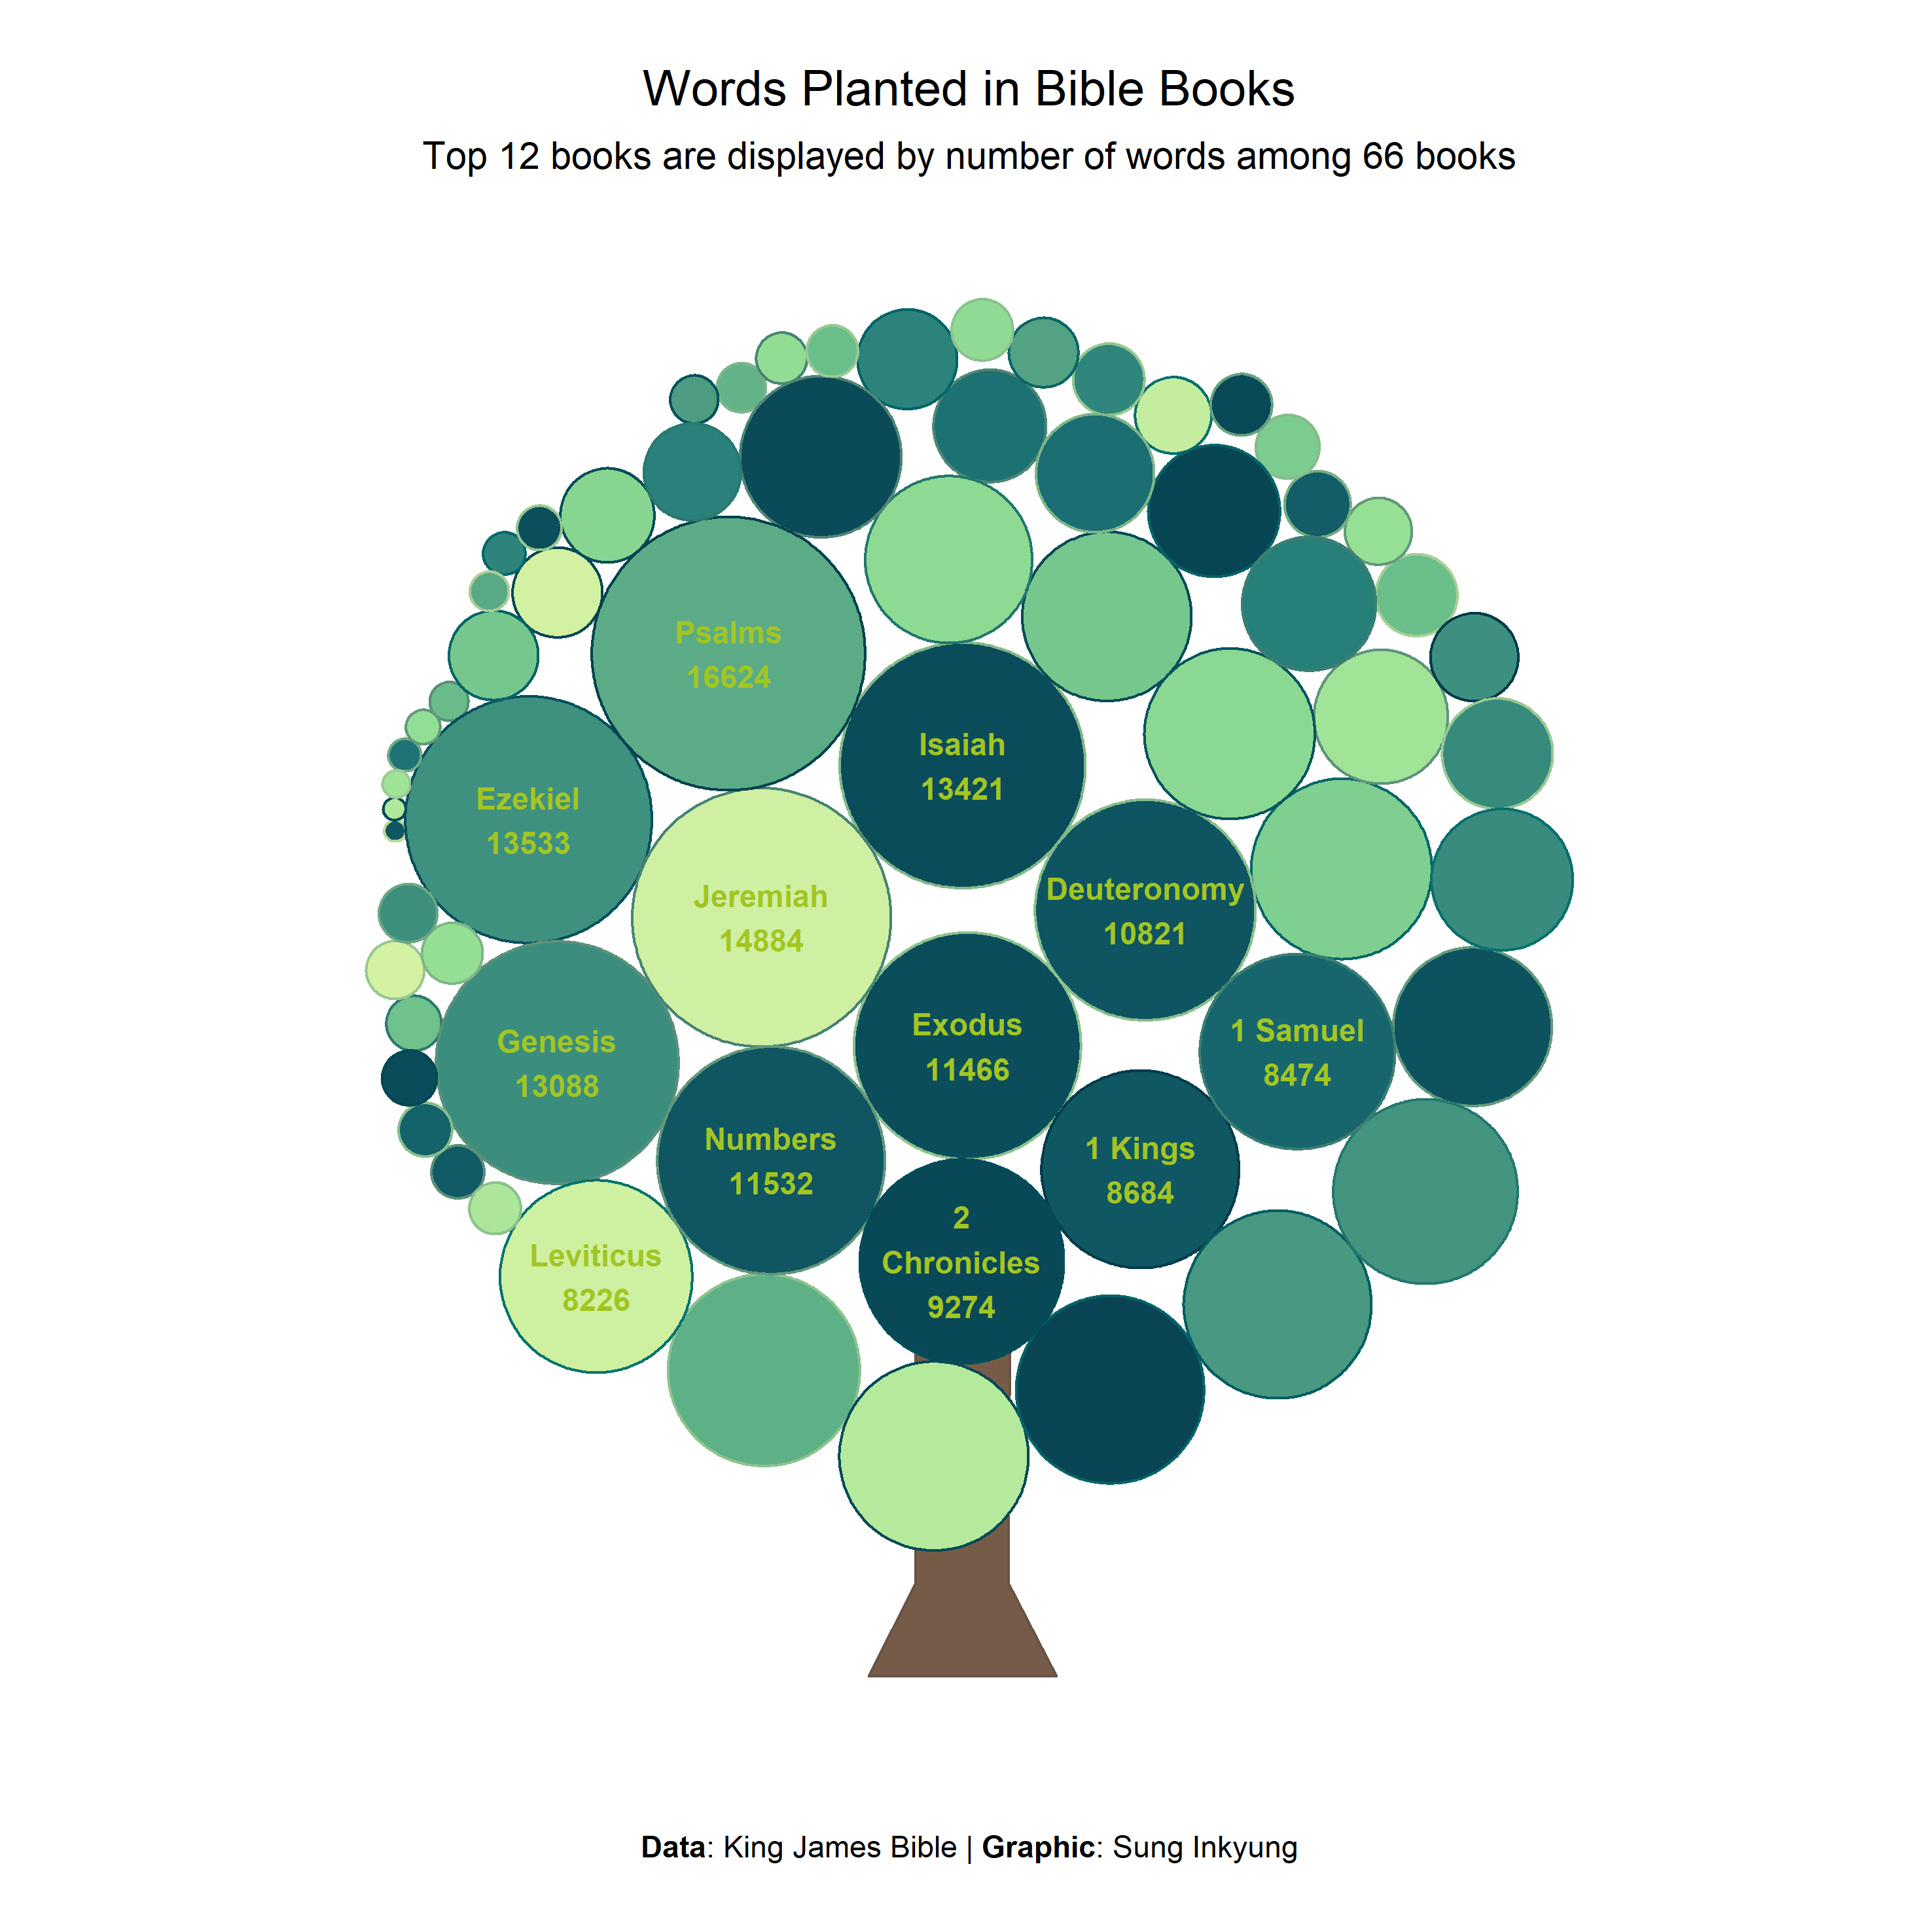 Words Planted in Bible Books
Top 12 books are displayed by number of words among 66 books
Psalms
16624
Isaiah
13421
Ezekiel
13533
Jeremiah
14884
Deuteronomy
10821
Exodus
11466
1 Samuel
8474
Genesis
13088
Numbers
11532
1 Kings
8684
2
Chronicles
9274
Leviticus
8226
Data: King James Bible | Graphic: Sung Inkyung